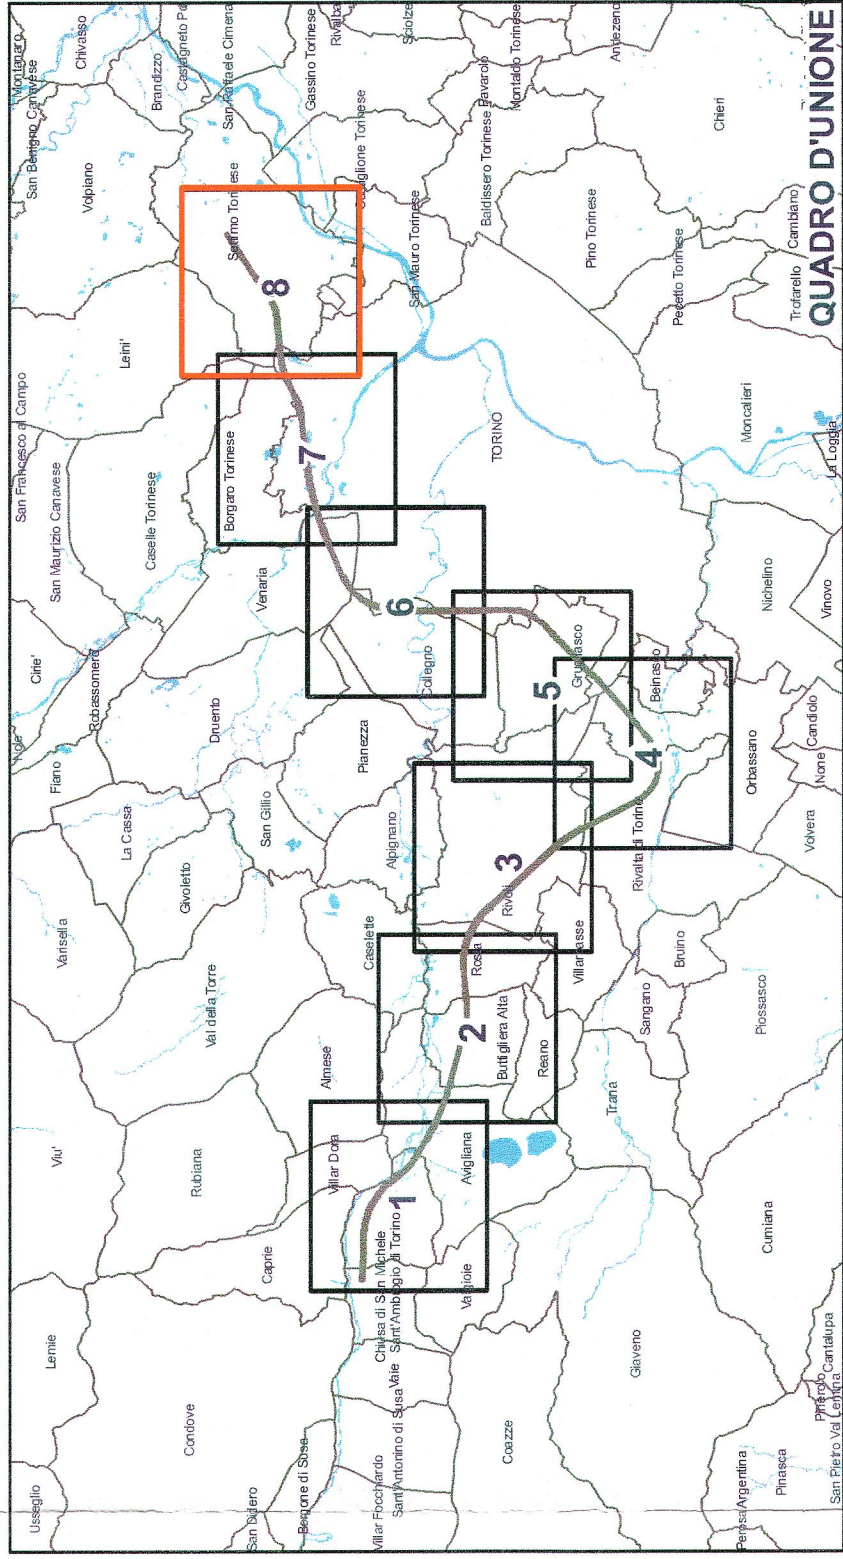 Usseglio
Lemie
Viu'
Varisella
Fiano
Nole
Cirie'
San Francesco al Campo
Montanaro
San Benigno Canavese
Chivasso
Robassomero
San Maurizio Canavese
Volpiano
Brandizzo
La Cassa
Leini'
Caselle Torinese
Condove
Rubiana
Givoletto
Val della Torre
Druento
Borgaro Torinese
San Raffaele Cimena
San Didero
San Gillio
Venaria
Settimo Torinese
8
Caprie
Gassino Torinese
Borgone di Susa
Almese
Villar Dora
7
Rivalba
Pianezza
Caselette
Alpignano
Villar Focchiardo
Sant'Antonino di Susa
Vaie
Chiusa di San Michele
Sant'Ambrogio di Torino
1
6
San Mauro Torinese
Sciolze
Collegno
Avigliana
Valgioie
2
Rosta
3
Rivoli
Pavarolo
Baldissero Torinese
TORINO
Coazze
Buttigliera Alta
Montaldo Torinese
Reano
5
Grugliasco
Villarbasse
Pino Torinese
Andezeno
Trana
Giaveno
Sangano
Rivalta di Torino
4
Beinasco
Bruino
Pecetto Torinese
Chieri
Orbassano
Moncalieri
Piossasco
Cumiana
Nichelino
Perosa Argentina
Pinasca
Volvera
None
Candiolo
Trofarello
Cambiano
Pinerolo
Cantalupa
San Pietro Val Lemina
Vinovo
La Loggia
QUADRO D'UNIONE